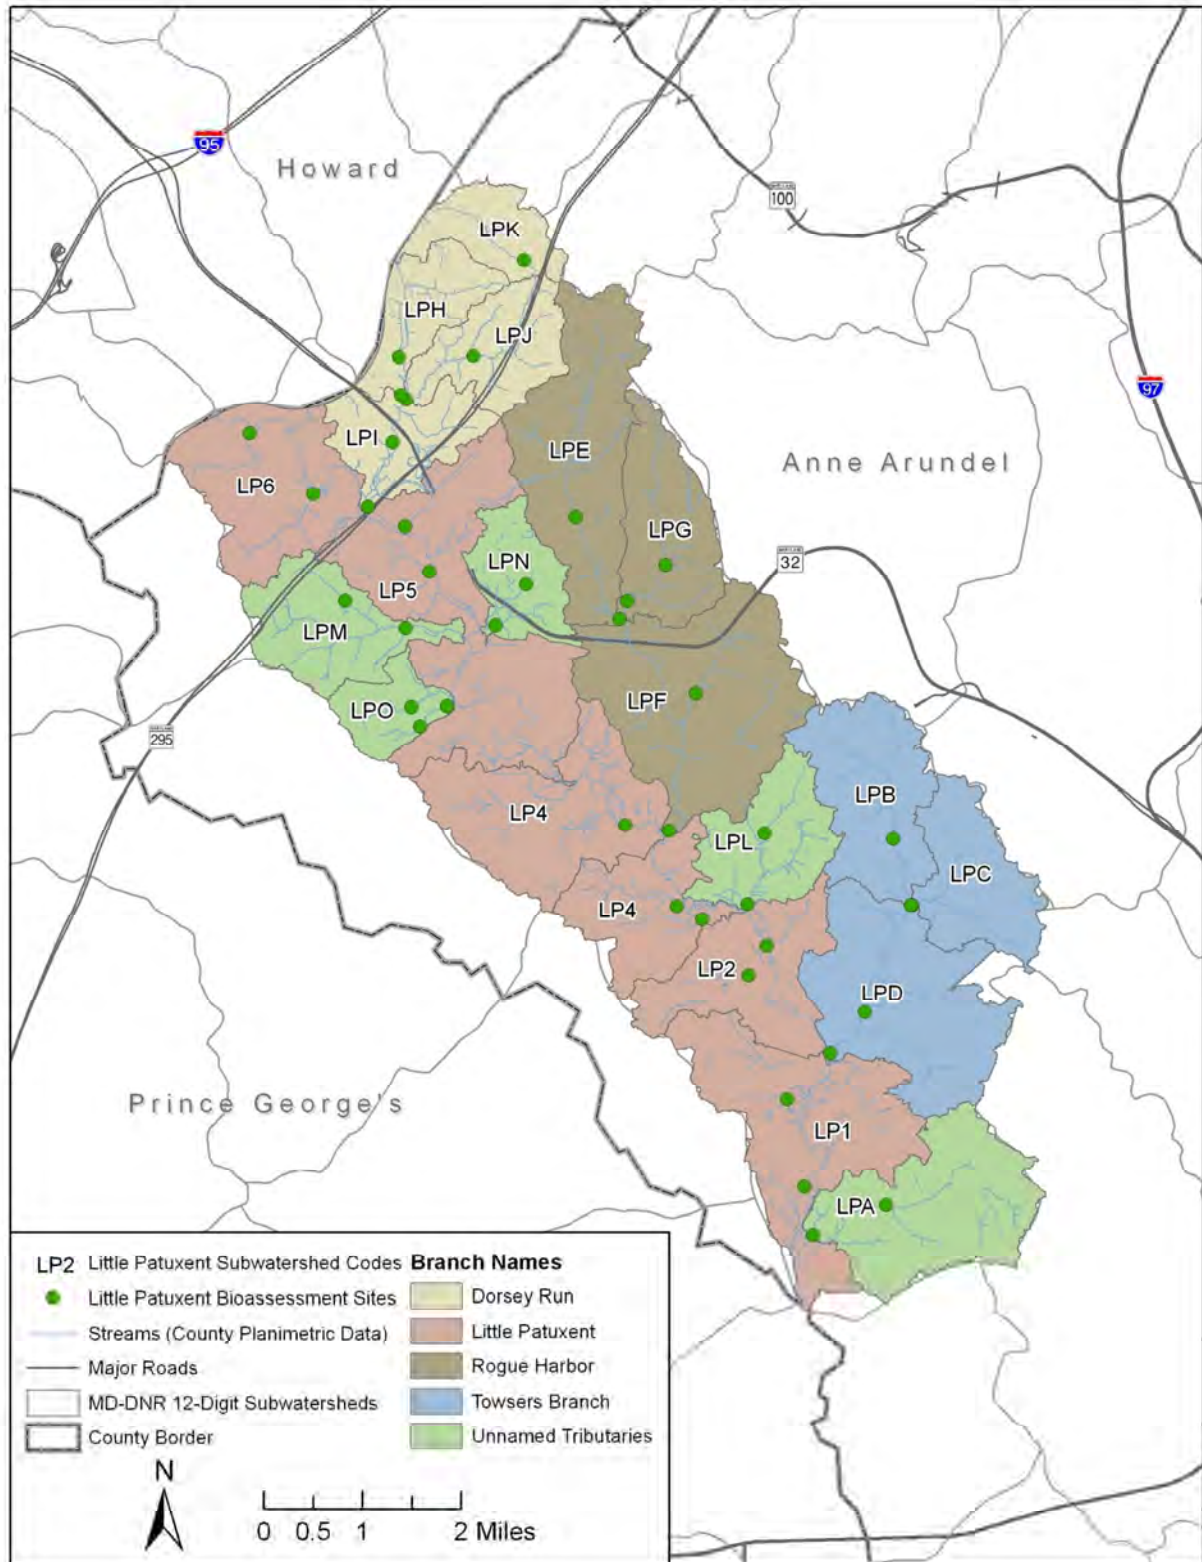 95
Howard
MARYLAND
100
LPK
LPH
LPJ
97
LPI
LPE
Anne Arundel
LP6
LPG
MARYLAND
32
LPN
LP5
LPM
LPF
LPO
295
LPB
LP4
LPL
LPC
LP4
LP2
LPD
Prince George's
LP1
LPA
LP2 Little Patuxent Subwatershed Codes
Little Patuxent Bioassessment Sites
Streams (County Planimetric Data)
Major Roads
MD-DNR 12-Digit Subwatersheds
County Border
Branch Names
Dorsey Run
Little Patuxent
Rogue Harbor
Towsers Branch
Unnamed Tributaries
N
0 0.5 1 2 Miles